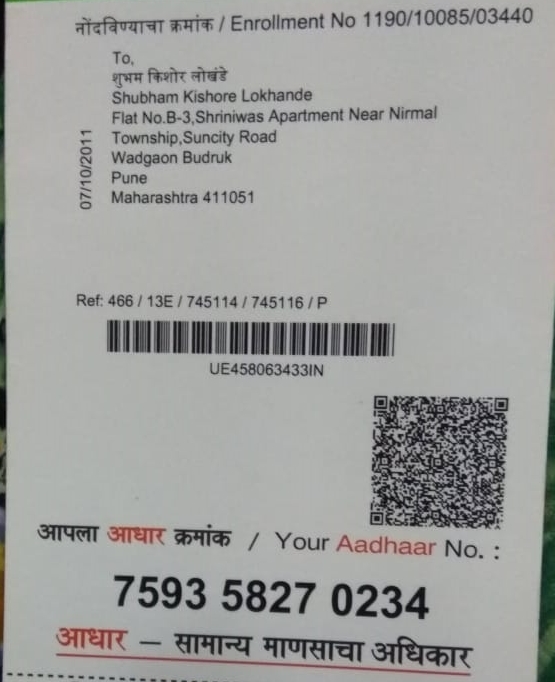 नोंदविण्याचा क्रमांक / Enrollment No 1190/10085/03440
To,
शुभम किशोर लोखंडे
Shubham Kishore Lokhande
Flat No.B-3,Shriniwas Apartment Near Nirmal
Township,Suncity Road
Wadgaon Budruk
Pune
Maharashtra 411051
07/10/2011
Ref: 466 / 13E / 745114 / 745116 / P
UE458063433IN
आपला आधार क्रमांक / Your Aadhaar No. :
7593 5827 0234
आधार – सामान्य माणसाचा अधिकार